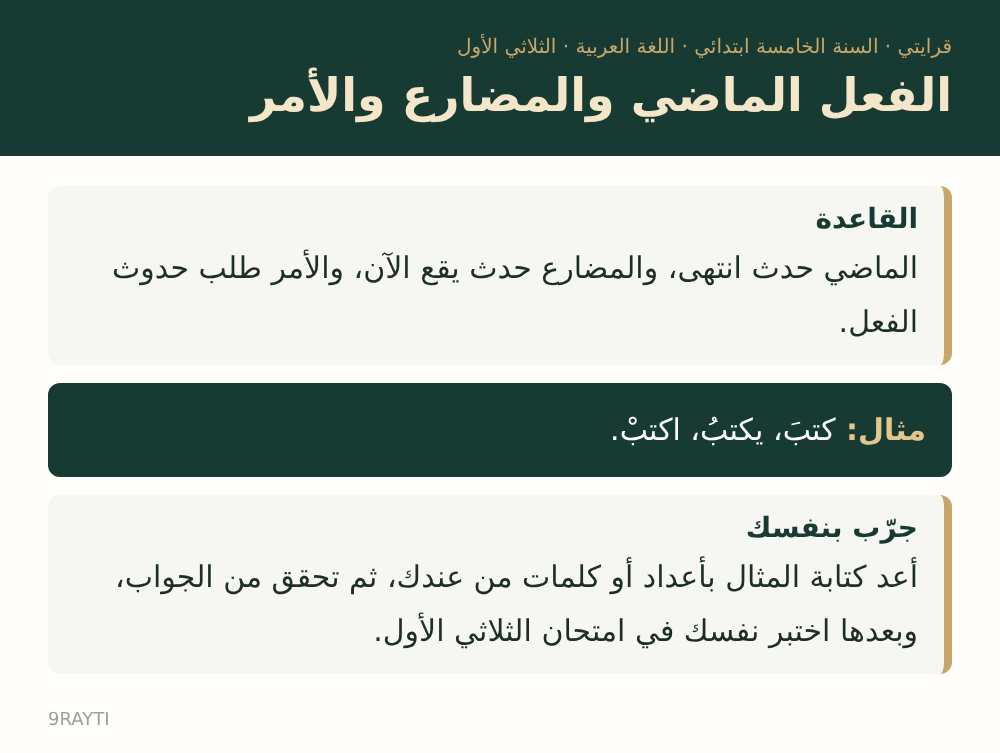 قرايتي · السنة الخامسة ابتدائي · اللغة العربية · الثلاثي الأول
الفعل الماضي والمضارع والأمر
القاعدة
الماضي حدث انتهى، والمضارع حدث يقع الآن، والأمر طلب حدوث
الفعل.
مثال: كتبَ، يكتبُ، اكتبْ.
جرّب بنفسك
أعد كتابة المثال بأعداد أو كلمات من عندك، ثم تحقق من الجواب،
وبعدها اختبر نفسك في امتحان الثلاثي الأول.
9RAYTI